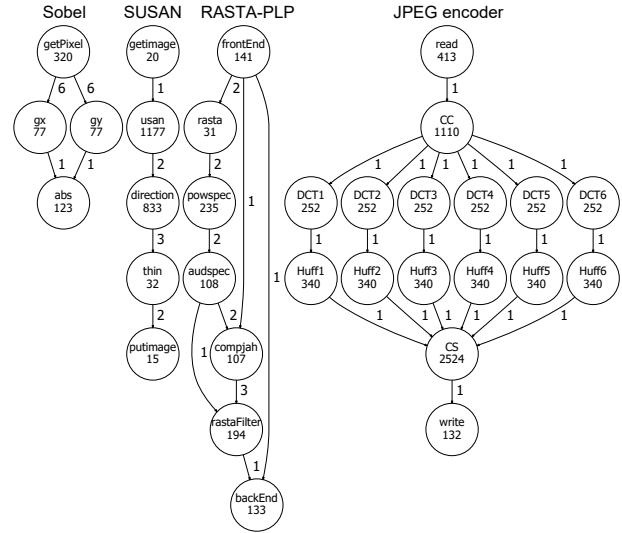 Sobel SUSAN RASTA-PLP JPEG encoder
getPixel
320
6 6
gx
77
gy
77
1 1
abs
123
getimage
20
1
usan
1177
2
direction
833
3
thin
32
2
putimage
15
frontEnd
141
2
1
1
rasta
31
2
powspec
235
2
audspec
108
2
1
compjah
107
3
rastaFilter
194
1
backEnd
133
read
413
1
CC
1110
1 1 1 1 1 1
DCT1
252
DCT2
252
DCT3
252
DCT4
252
DCT5
252
DCT6
252
1 1 1 1 1 1
Huff1
340
Huff2
340
Huff3
340
Huff4
340
Huff5
340
Huff6
340
1 1 1 1 1 1
CS
2524
1
write
132